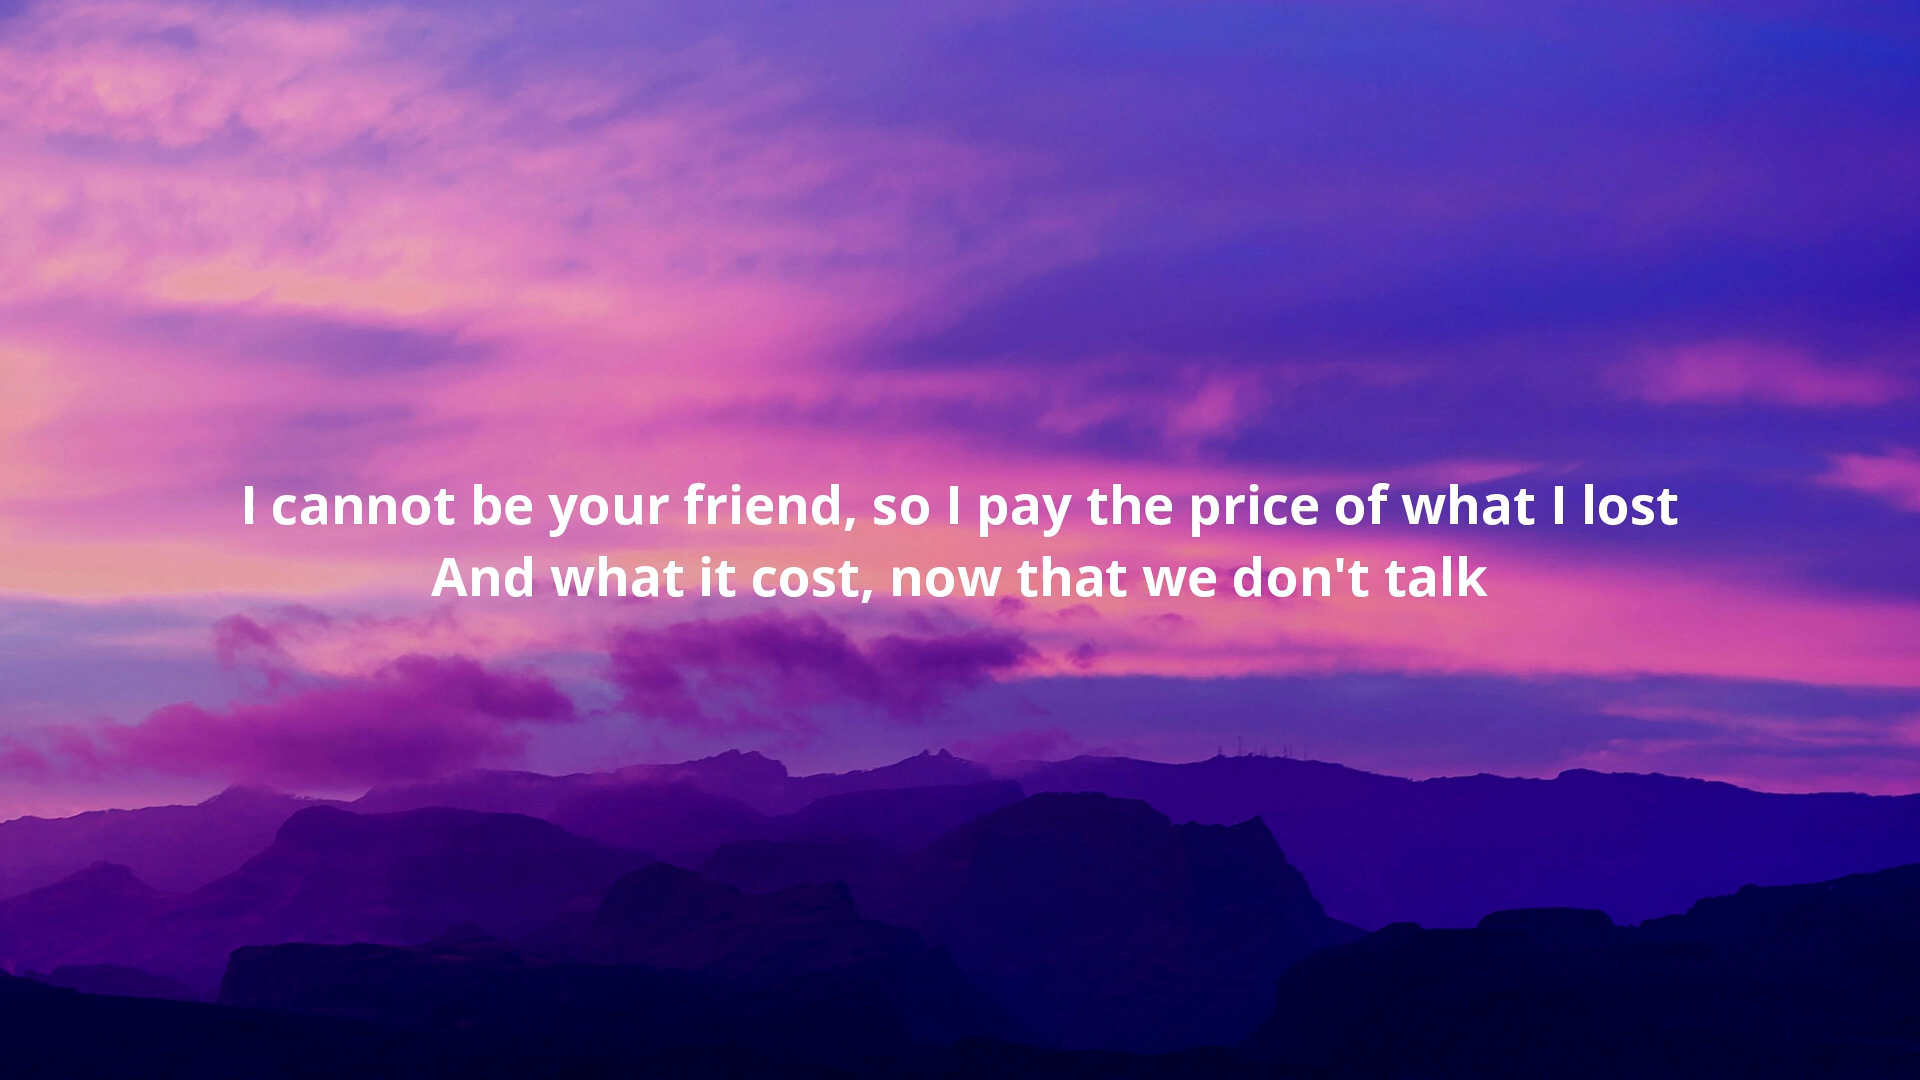 I cannot be your friend, so I pay the price of what I lost
And what it cost, now that we don't talk